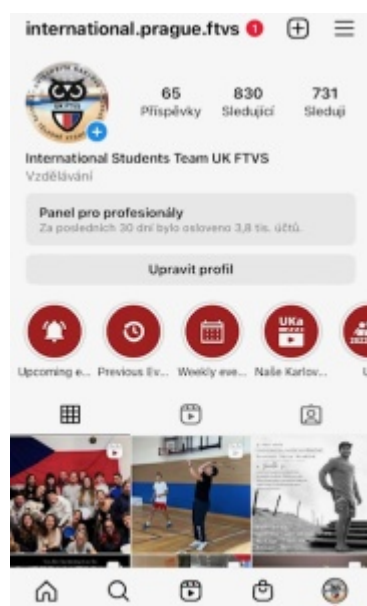 international.prague.ftvs 1
65 830 731
Příspěvky Sledující Sleduji
UK FTVS
International Students Team UK FTVS
Vzdělávání
Panel pro profesionály
Za posledních 30 dní bylo osloveno 3,8 tis. účtů.
Upravit profil
UKa
Upcoming e... Previous Ev... Weekly eve... Naše Karlov...